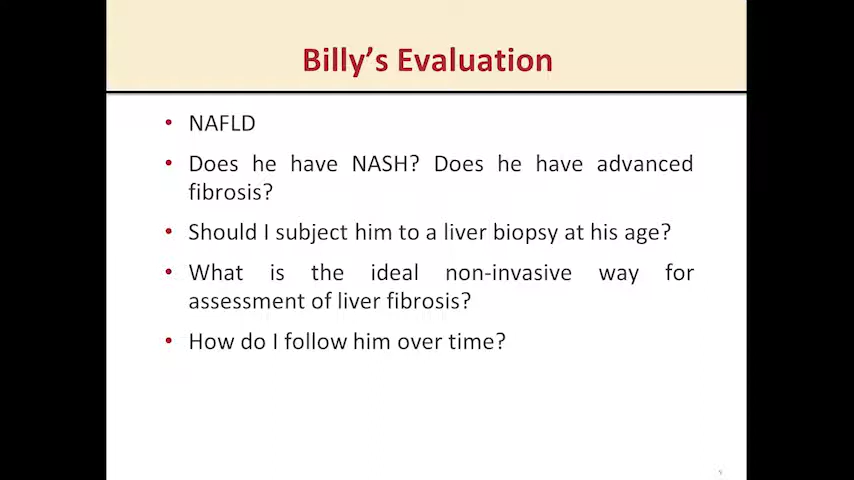 Billy's Evaluation
• NAFLD
• Does he have NASH? Does he have advanced
fibrosis?
• Should I subject him to a liver biopsy at his age?
• What is the ideal non-invasive way for
assessment of liver fibrosis?
• How do I follow him over time?